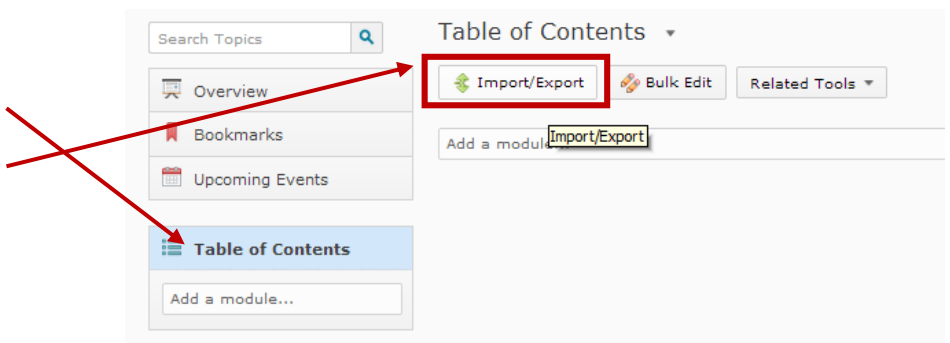 Search Topics
Overview
Bookmarks
Upcoming Events
Table of Contents
Add a module...
Table of Contents
Import/Export Bulk Edit Related Tools
Import/Export
Add a module...